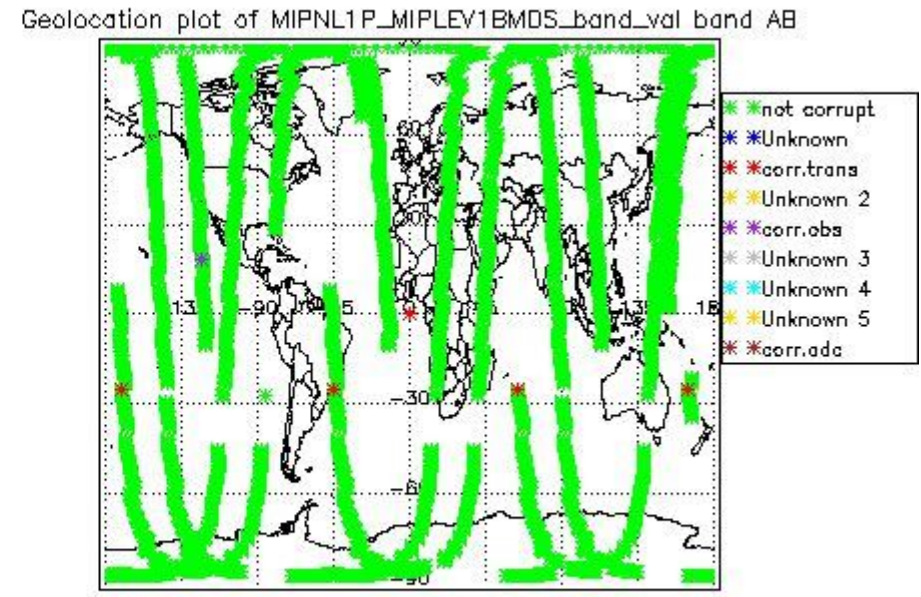 Geolocation plot of MIPNL1P_MIPLEV1BMDS_band_val band AB
60
-30
-60
-90
not corrupt
Unknown
corr.trans
Unknown 2
corr.obs
Unknown 3
Unknown 4
Unknown 5
corr.adc